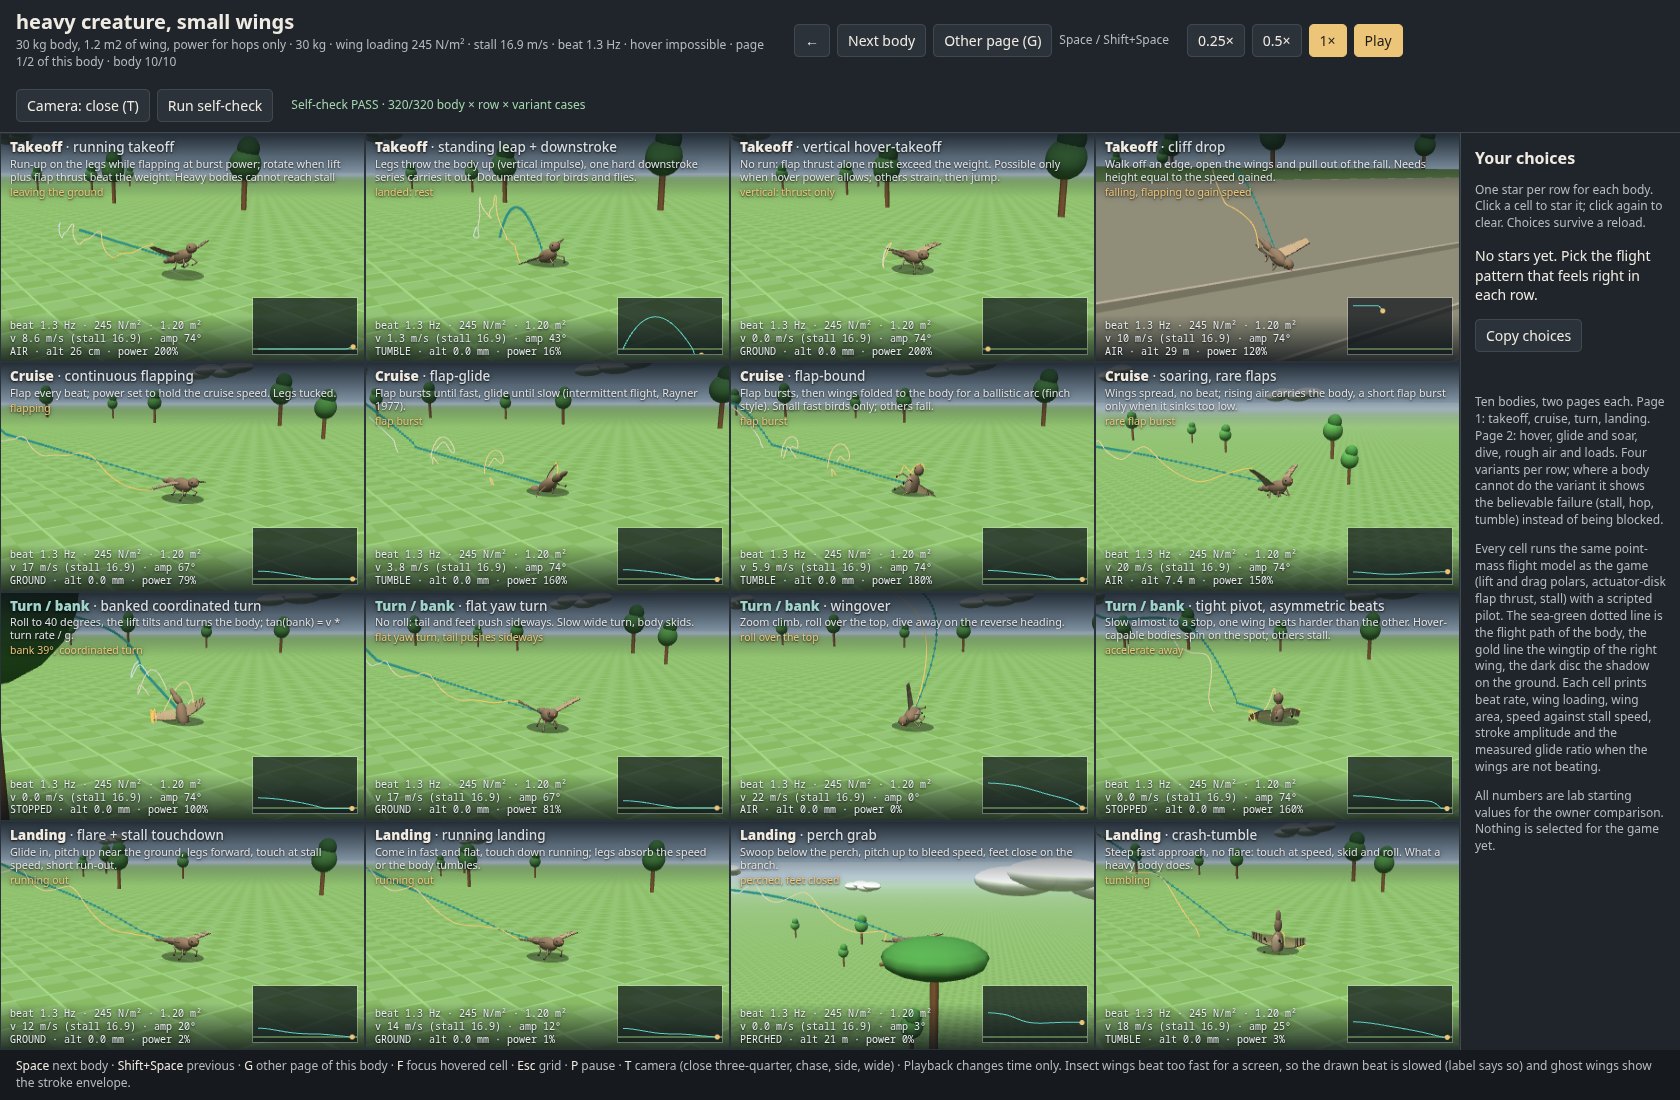 heavy creature, small wings
30 kg body, 1.2 m2 of wing, power for hops only · 30 kg · wing loading 245 N/m² · stall 16.9 m/s · beat 1.3 Hz · hover impossible · page
1/2 of this body · body 10/10
← Next body Other page (G) Space / Shift+Space 0.25× 0.5× 1× Play
Camera: close (T) Run self-check Self-check PASS · 320/320 body × row × variant cases
Takeoff · running takeoff
Run-up on the legs while flapping at burst power; rotate when lift
plus flap thrust beat the weight. Heavy bodies cannot reach stall
leaving the ground
beat 1.3 Hz · 245 N/m² · 1.20 m²
v 8.6 m/s (stall 16.9) · amp 74°
AIR · alt 26 cm · power 200%
Takeoff · standing leap + downstroke
Legs throw the body up (vertical impulse), one hard downstroke
series carries it out. Documented for birds and flies.
landed: rest
beat 1.3 Hz · 245 N/m² · 1.20 m²
v 1.3 m/s (stall 16.9) · amp 43°
TUMBLE · alt 0.0 mm · power 16%
Takeoff · vertical hover-takeoff
No run; flap thrust alone must exceed the weight. Possible only
when hover power allows; others strain, then jump.
vertical: thrust only
beat 1.3 Hz · 245 N/m² · 1.20 m²
v 0.0 m/s (stall 16.9) · amp 74°
GROUND · alt 0.0 mm · power 200%
Takeoff · cliff drop
Walk off an edge, open the wings and pull out of the fall. Needs
height equal to the speed gained.
falling, flapping to gain speed
beat 1.3 Hz · 245 N/m² · 1.20 m²
v 10 m/s (stall 16.9) · amp 74°
AIR · alt 29 m · power 120%
Cruise · continuous flapping
Flap every beat; power set to hold the cruise speed. Legs tucked.
flapping
beat 1.3 Hz · 245 N/m² · 1.20 m²
v 17 m/s (stall 16.9) · amp 67°
GROUND · alt 0.0 mm · power 79%
Cruise · flap-glide
Flap bursts until fast, glide until slow (intermittent flight, Rayner
1977).
flap burst
beat 1.3 Hz · 245 N/m² · 1.20 m²
v 3.8 m/s (stall 16.9) · amp 74°
TUMBLE · alt 0.0 mm · power 160%
Cruise · flap-bound
Flap bursts, then wings folded to the body for a ballistic arc (finch
style). Small fast birds only; others fall.
flap burst
beat 1.3 Hz · 245 N/m² · 1.20 m²
v 5.9 m/s (stall 16.9) · amp 74°
TUMBLE · alt 0.0 mm · power 180%
Cruise · soaring, rare flaps
Wings spread, no beat; rising air carries the body, a short flap burst
only when it sinks too low.
rare flap burst
beat 1.3 Hz · 245 N/m² · 1.20 m²
v 20 m/s (stall 16.9) · amp 74°
AIR · alt 7.4 m · power 150%
Turn / bank · banked coordinated turn
Roll to 40 degrees, the lift tilts and turns the body; tan(bank) = v *
turn rate / g.
bank 39°, coordinated turn
beat 1.3 Hz · 245 N/m² · 1.20 m²
v 0.0 m/s (stall 16.9) · amp 74°
STOPPED · alt 0.0 mm · power 100%
Turn / bank · flat yaw turn
No roll: tail and feet push sideways. Slow wide turn, body skids.
flat yaw turn, tail pushes sideways
beat 1.3 Hz · 245 N/m² · 1.20 m²
v 17 m/s (stall 16.9) · amp 67°
GROUND · alt 0.0 mm · power 81%
Turn / bank · wingover
Zoom climb, roll over the top, dive away on the reverse heading.
roll over the top
beat 1.3 Hz · 245 N/m² · 1.20 m²
v 22 m/s (stall 16.9) · amp 0°
AIR · alt 0.0 mm · power 0%
Turn / bank · tight pivot, asymmetric beats
Slow almost to a stop, one wing beats harder than the other. Hover-
capable bodies spin on the spot; others stall.
accelerate away
beat 1.3 Hz · 245 N/m² · 1.20 m²
v 0.0 m/s (stall 16.9) · amp 74°
STOPPED · alt 0.0 mm · power 160%
Landing · flare + stall touchdown
Glide in, pitch up near the ground, legs forward, touch at stall
speed, short run-out.
running out
beat 1.3 Hz · 245 N/m² · 1.20 m²
v 12 m/s (stall 16.9) · amp 20°
GROUND · alt 0.0 mm · power 2%
Landing · running landing
Come in fast and flat, touch down running; legs absorb the speed
or the body tumbles.
running out
beat 1.3 Hz · 245 N/m² · 1.20 m²
v 14 m/s (stall 16.9) · amp 12°
GROUND · alt 0.0 mm · power 1%
Landing · perch grab
Swoop below the perch, pitch up to bleed speed, feet close on the
branch.
perched, feet closed
beat 1.3 Hz · 245 N/m² · 1.20 m²
v 0.0 m/s (stall 16.9) · amp 3°
PERCHED · alt 21 m · power 0%
Landing · crash-tumble
Steep fast approach, no flare: touch at speed, skid and roll. What a
heavy body does.
tumbling
beat 1.3 Hz · 245 N/m² · 1.20 m²
v 18 m/s (stall 16.9) · amp 25°
TUMBLE · alt 0.0 mm · power 3%
Your choices
One star per row for each body.
Click a cell to star it; click again to
clear. Choices survive a reload.
No stars yet. Pick the flight
pattern that feels right in
each row.
Copy choices
Ten bodies, two pages each. Page
1: takeoff, cruise, turn, landing.
Page 2: hover, glide and soar,
dive, rough air and loads. Four
variants per row; where a body
cannot do the variant it shows
the believable failure (stall, hop,
tumble) instead of being blocked.
Every cell runs the same point-
mass flight model as the game
(lift and drag polars, actuator-disk
flap thrust, stall) with a scripted
pilot. The sea-green dotted line is
the flight path of the body, the
gold line the wingtip of the right
wing, the dark disc the shadow
on the ground. Each cell prints
beat rate, wing loading, wing
area, speed against stall speed,
stroke amplitude and the
measured glide ratio when the
wings are not beating.
All numbers are lab starting
values for the owner comparison.
Nothing is selected for the game
yet.
Space next body · Shift+Space previous · G other page of this body · F focus hovered cell · Esc grid · P pause · T camera (close three-quarter, chase, side, wide) · Playback changes time only. Insect wings beat too fast for a screen, so the drawn beat is slowed (label says so) and ghost wings show
the stroke envelope.